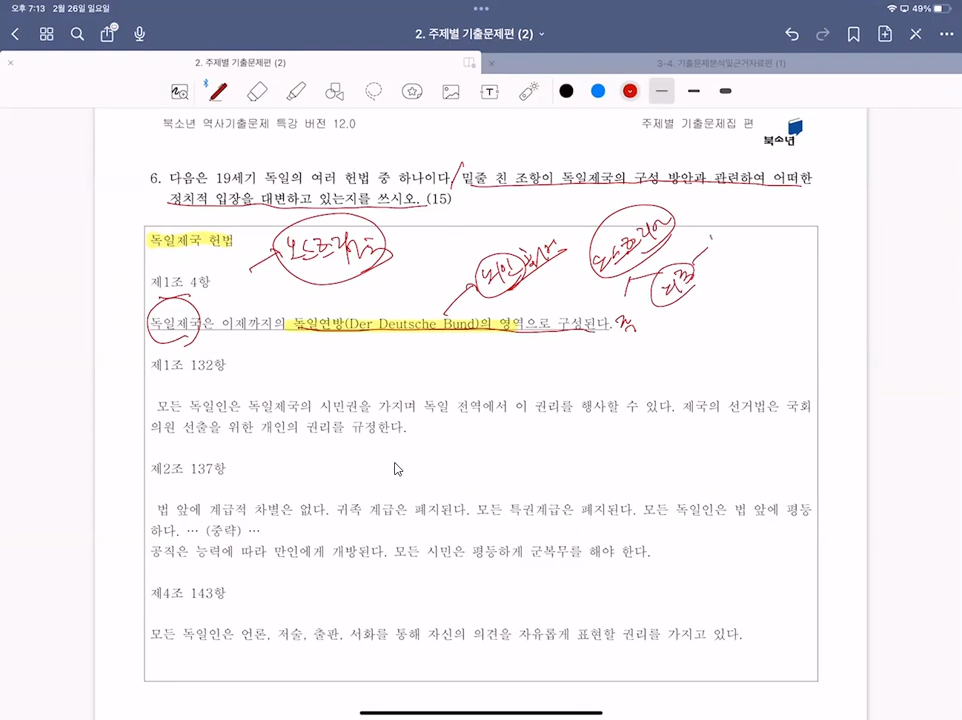 오후 7:13 2월 26일 일요일
49%
2. 주제별 기출문제편 (2)
2. 주제별 기출문제편 (2)
3-4. 기출문제분석및근거자료편 (1)
북소년 역사기출문제 특강 버전 12.0
주제별 기출문제집 편
북소년
6. 다음은 19세기 독일의 여러 헌법 중 하나이다. 밑줄 친 조항이 독일제국의 구성 방안과 관련하여 어떠한
정치적 입장을 대변하고 있는지를 쓰시오. (15)
독일제국 헌법
오스트리아
제1조 4항
독일제국은 이제까지의 독일연방(Der Deutsche Bund)의 영역으로 구성된다.
제1조 132항
모든 독일인은 독일제국의 시민권을 가지며 독일 전역에서 이 권리를 행사할 수 있다. 제국의 선거법은 국회
의원 선출을 위한 개인의 권리를 규정한다.
제2조 137항
법 앞에 계급적 차별은 없다. 귀족 계급은 폐지된다. 모든 특권계급은 폐지된다. 모든 독일인은 법 앞에 평등
하다. … (중략) …
공직은 능력에 따라 만인에게 개방된다. 모든 시민은 평등하게 군복무를 해야 한다.
제4조 143항
모든 독일인은 언론, 저술, 출판, 서화를 통해 자신의 의견을 자유롭게 표현할 권리를 가지고 있다.